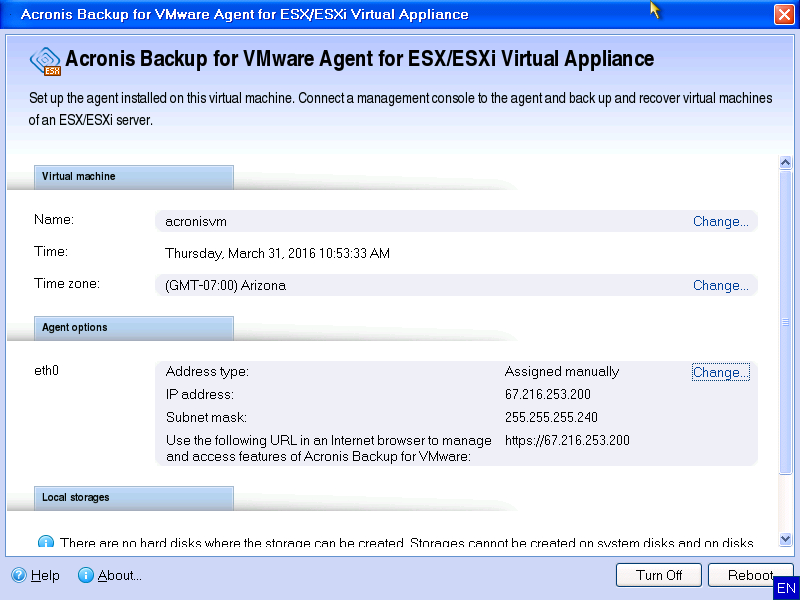 Acronis Backup for VMware Agent for ESX/ESXi Virtual Appliance
ESX
Acronis Backup for VMware Agent for ESX/ESXi Virtual Appliance
Set up the agent installed on this virtual machine. Connect a management console to the agent and back up and recover virtual machines
of an ESX/ESXi server.
Virtual machine
Name: acronisvm Change...
Time: Thursday, March 31, 2016 10:53:33 AM
Time zone: (GMT-07:00) Arizona Change...
Agent options
eth0 Address type: Assigned manually Change...
IP address: 67.216.253.200
Subnet mask: 255.255.255.240
Use the following URL in an Internet browser to manage https://67.216.253.200
and access features of Acronis Backup for VMware:
Local storages
There are no hard disks where the storage can be created. Storages cannot be created on system disks and on disks
Help About... Turn Off Reboot
EN